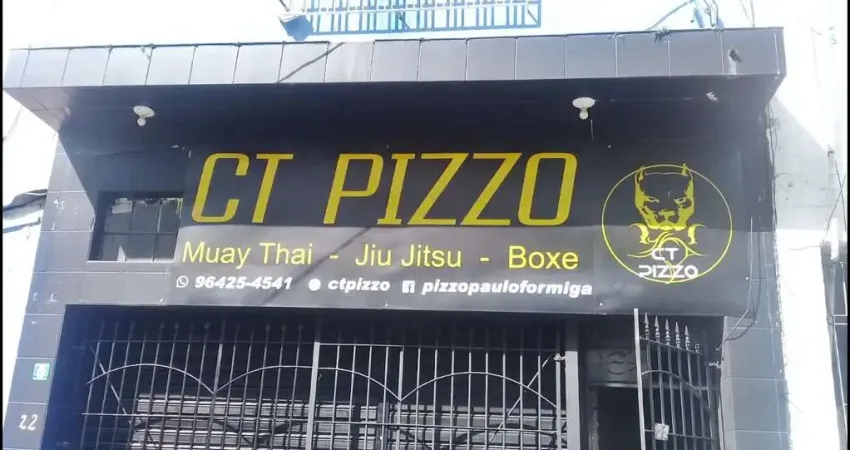 CT PIZZO
Muay Thai - Jiu Jitsu - Boxe
96425-4541 ctpizzo pizzopauloformiga
CT
PIZZO
22